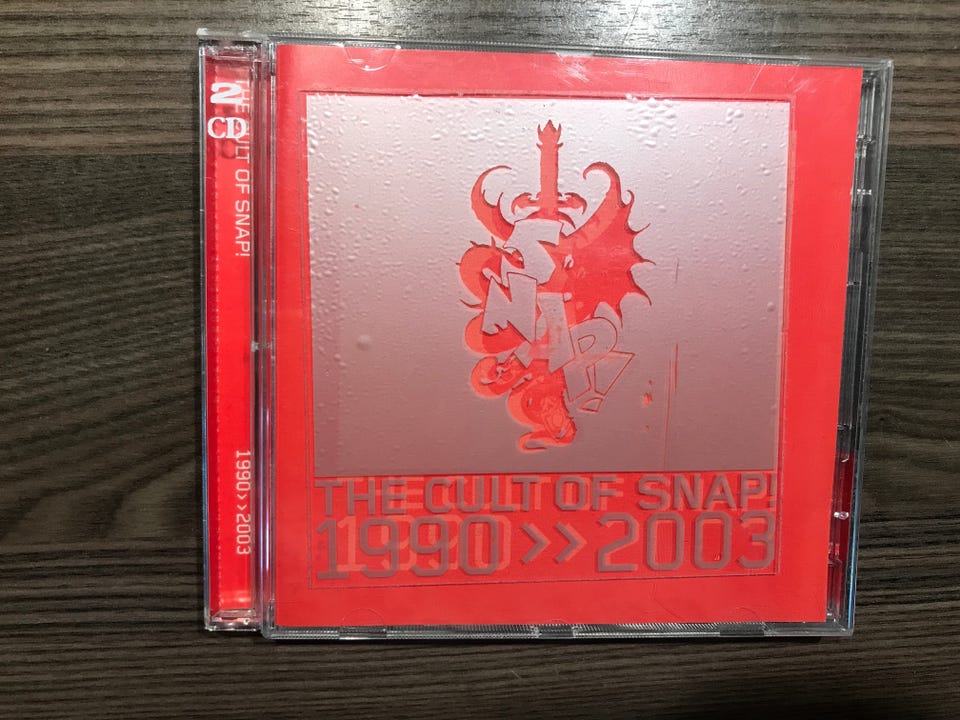 2
CD
THE CULT OF SNAP!
1990>>2003
SNAP!
THE CULT OF SNAP!
1990>>2003